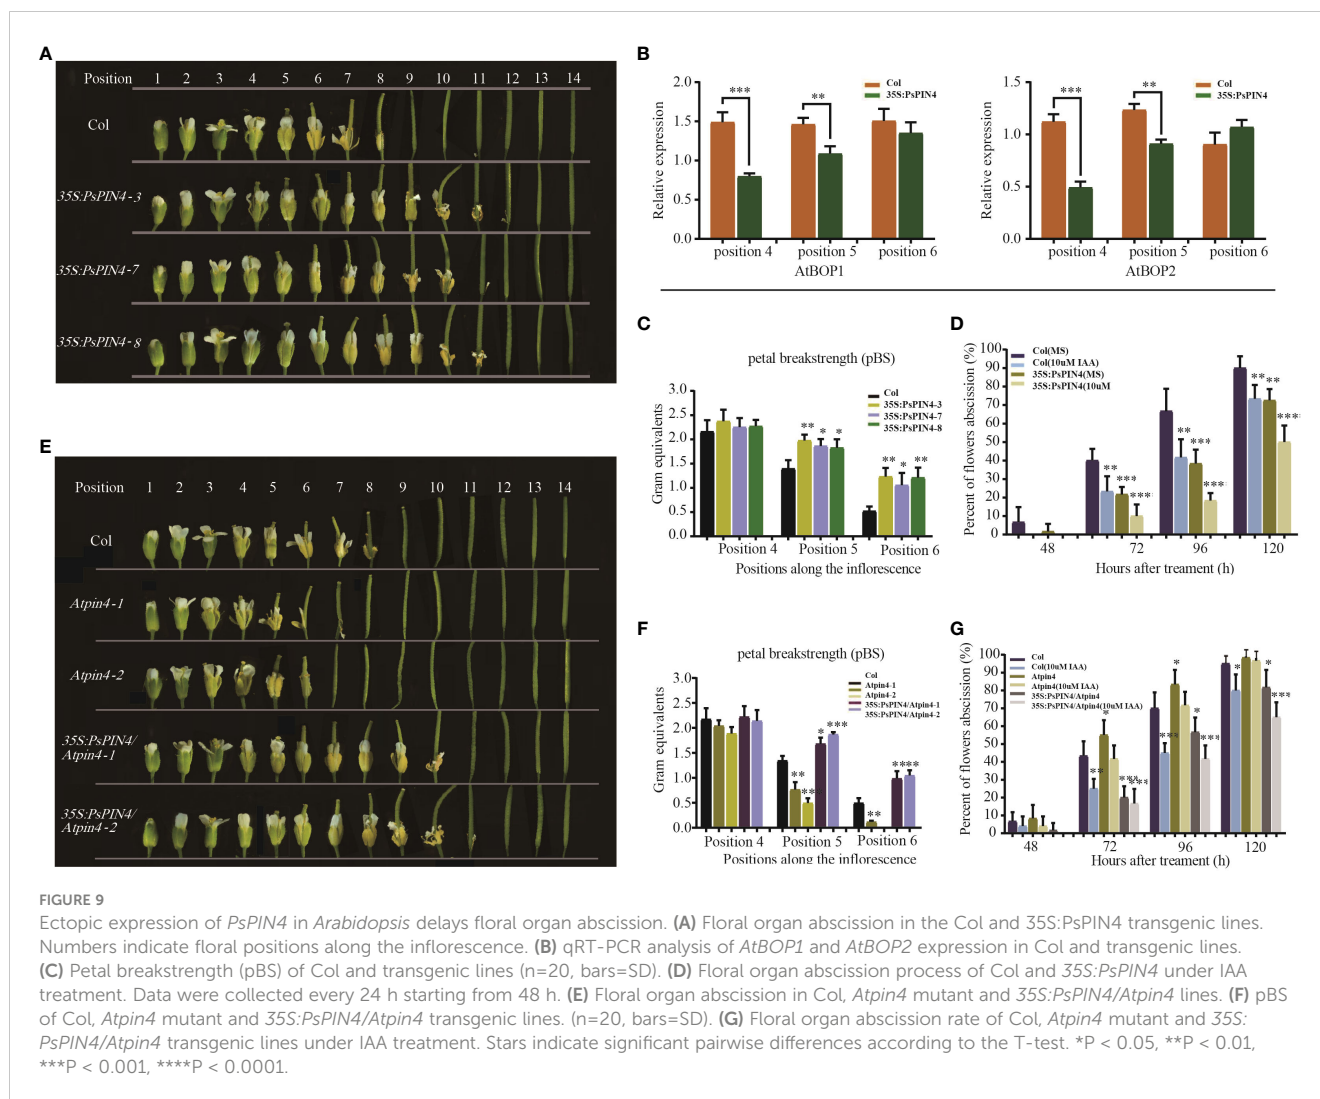 A
Position 1 2 3 4 5 6 7 8 9 10 11 12 13 14
Col
35S:PsPIN4-3
35S:PsPIN4-7
35S:PsPIN4-8
B
2.0
1.5
1.0
0.5
0.0
Relative expression
***
**
Col
35S:PsPIN4
position 4 position 5 position 6
AtBOP1
1.5
1.0
0.5
0.0
Relative expression
***
**
Col
35S:PsPIN4
position 4 position 5 position 6
AtBOP2
C
petal breakstrength (pBS)
3.0
2.5
2.0
1.5
1.0
0.5
0.0
Gram equivalents
Col
35S:PsPIN4-3
35S:PsPIN4-7
35S:PsPIN4-8
** * *
** * **
Position 4 Position 5 Position 6
Positions along the inflorescence
D
100
90
80
70
60
50
40
30
20
10
0
Percent of flowers abscission (%)
Col(MS)
Col(10uM IAA)
35S:PsPIN4(MS)
35S:PsPIN4(10uM
** *** ***
** *** ***
** ** ***
48 72 96 120
Hours after treament (h)
E
Position 1 2 3 4 5 6 7 8 9 10 11 12 13 14
Col
Atpin4-1
Atpin4-2
35S:PsPIN4/
Atpin4-1
35S:PsPIN4/
Atpin4-2
F
petal breakstrength (pBS)
3.0
2.5
2.0
1.5
1.0
0.5
0.0
Gram equivalents
Col
Atpin4-1
Atpin4-2
35S:PsPIN4/Atpin4-1
35S:PsPIN4/Atpin4-2
** ** * ***
** ****
Position 4 Position 5 Position 6
Positions along the inflorescence
G
100
90
80
70
60
50
40
30
20
10
0
Percent of flowers abscission (%)
Col
Col(10uM IAA)
Atpin4
Atpin4(10uM IAA)
35S:PsPIN4/Atpin4
35S:PsPIN4/Atpin4(10uM IAA)
** * *** ***
*** * * ***
* * ***
48 72 96 120
Hours after treament (h)
FIGURE 9
Ectopic expression of PsPIN4 in Arabidopsis delays floral organ abscission. (A) Floral organ abscission in the Col and 35S:PsPIN4 transgenic lines.
Numbers indicate floral positions along the inflorescence. (B) qRT-PCR analysis of AtBOP1 and AtBOP2 expression in Col and transgenic lines.
(C) Petal breakstrength (pBS) of Col and transgenic lines (n=20, bars=SD). (D) Floral organ abscission process of Col and 35S:PsPIN4 under IAA
treatment. Data were collected every 24 h starting from 48 h. (E) Floral organ abscission in Col, Atpin4 mutant and 35S:PsPIN4/Atpin4 lines. (F) pBS
of Col, Atpin4 mutant and 35S:PsPIN4/Atpin4 transgenic lines. (n=20, bars=SD). (G) Floral organ abscission rate of Col, Atpin4 mutant and 35S:
PsPIN4/Atpin4 transgenic lines under IAA treatment. Stars indicate significant pairwise differences according to the T-test. *P < 0.05, **P < 0.01,
***P < 0.001, ****P < 0.0001.